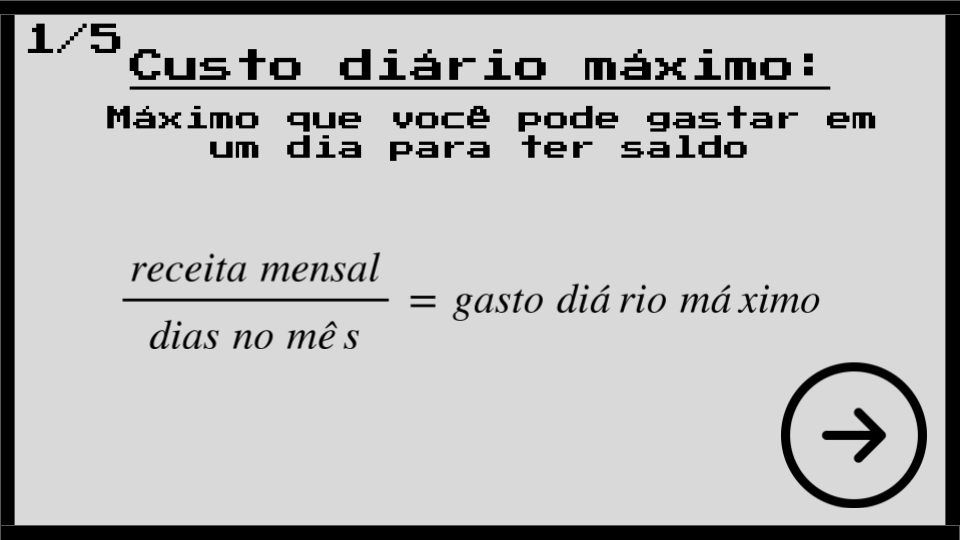 1/5
Custo diário máximo:
Máximo que você pode gastar em
um dia para ter saldo
receita mensal
dias no mês
= gasto diário máximo